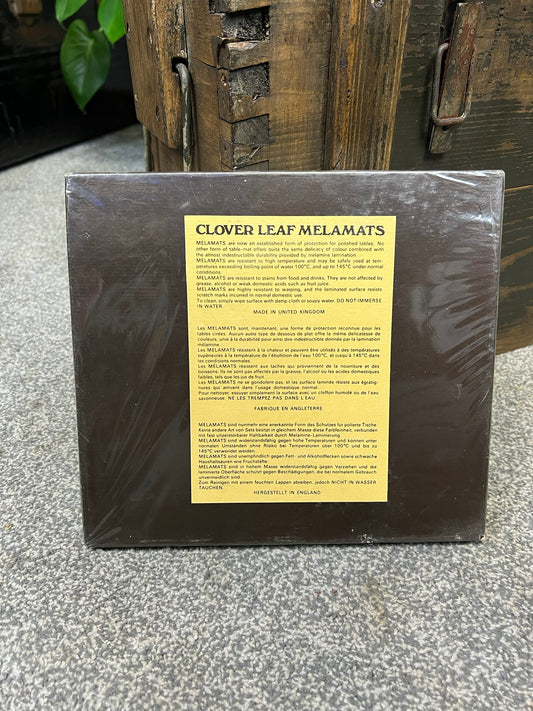 CLOVER LEAF MELAMATS
MELAMATS are now an established form of protection for polished tables. No
other form of table-mat offers quite the same delicacy of colour combined with
the almost indestructable durability provided by melamine lamination.
MELAMATS are resistant to high temperature and may be safely used at tem-
peratures exceeding boiling point of water 100°C, and up to 145°C under normal
conditions.
MELAMATS are resistant to stains from food and drinks. They are not affected by
grease, alcohol or weak domestic acids such as fruit juice.
MELAMATS are highly resistant to warping, and the laminated surface resists
scratch marks incurred in normal domestic use.
To clean, simply wipe surface with damp cloth or soapy water. DO NOT IMMERSE
IN WATER.
MADE IN UNITED KINGDOM
Les MELAMATS sont, maintenant, une forme de protection reconnue pour les
tables cirées. Aucun autre type de dessous de plat offre la même délicatesse de
couleurs, unie à la durabilité pour ainsi dire indestructible donnée par la lamination
mélamine.
Les MELAMATS résistent à la chaleur et peuvent être utilisés à des températures
supérieures à la température de l'ébullition de l'eau 100°C, et jusqu'à 145°C dans
les conditions normales.
Les MELAMATS résistent aux taches qui proviennent de la nourriture et des
boissons. Ils ne sont pas affectés par la graisse, l'alcool ou les acides domestiques
faibles, tels que les jus de fruit.
Les MELAMATS ne se gondolent pas, et la surface laminée résiste aux égratig-
nures qui arrivent dans l'usage domestique normal.
Pour nettoyer, essuyer simplement la surface avec un chiffon humide ou de l'eau
savonneuse. NE LES TREMPEZ PAS DANS L'EAU.
FABRIQUE EN ANGLETERRE
MELAMATS sind nunmehr eine anerkannte Form des Schutzes für polierte Tische.
Keine andere Art von Sets besitzt in gleichem Masse diese Farbfeinheit, verbunden
mit fast unzerstörbarer Haltbarkeit durch Melamine-Laminierung.
MELAMATS sind widerstandsfähig gegen hohe Temperaturen und können unter
normalen Umständen ohne Risiko bei Temperaturen über 100°C und bis zu
145°C verwendet werden.
MELAMATS sind unempfindlich gegen Fett- und Alkoholflecken sowie schwache
Haushaltsäuren wie Fruchtsäfte.
MELAMATS sind in hohem Masse widerstandsfähig gegen Verziehen und die
laminierte Oberfläche schützt gegen Beschädigungen, die bei normalem Gebrauch
unvermeidlich sind.
Zum Reinigen mit einem feuchten Lappen abreiben, jedoch NICHT IN WASSER
TAUCHEN.
HERGESTELLT IN ENGLAND